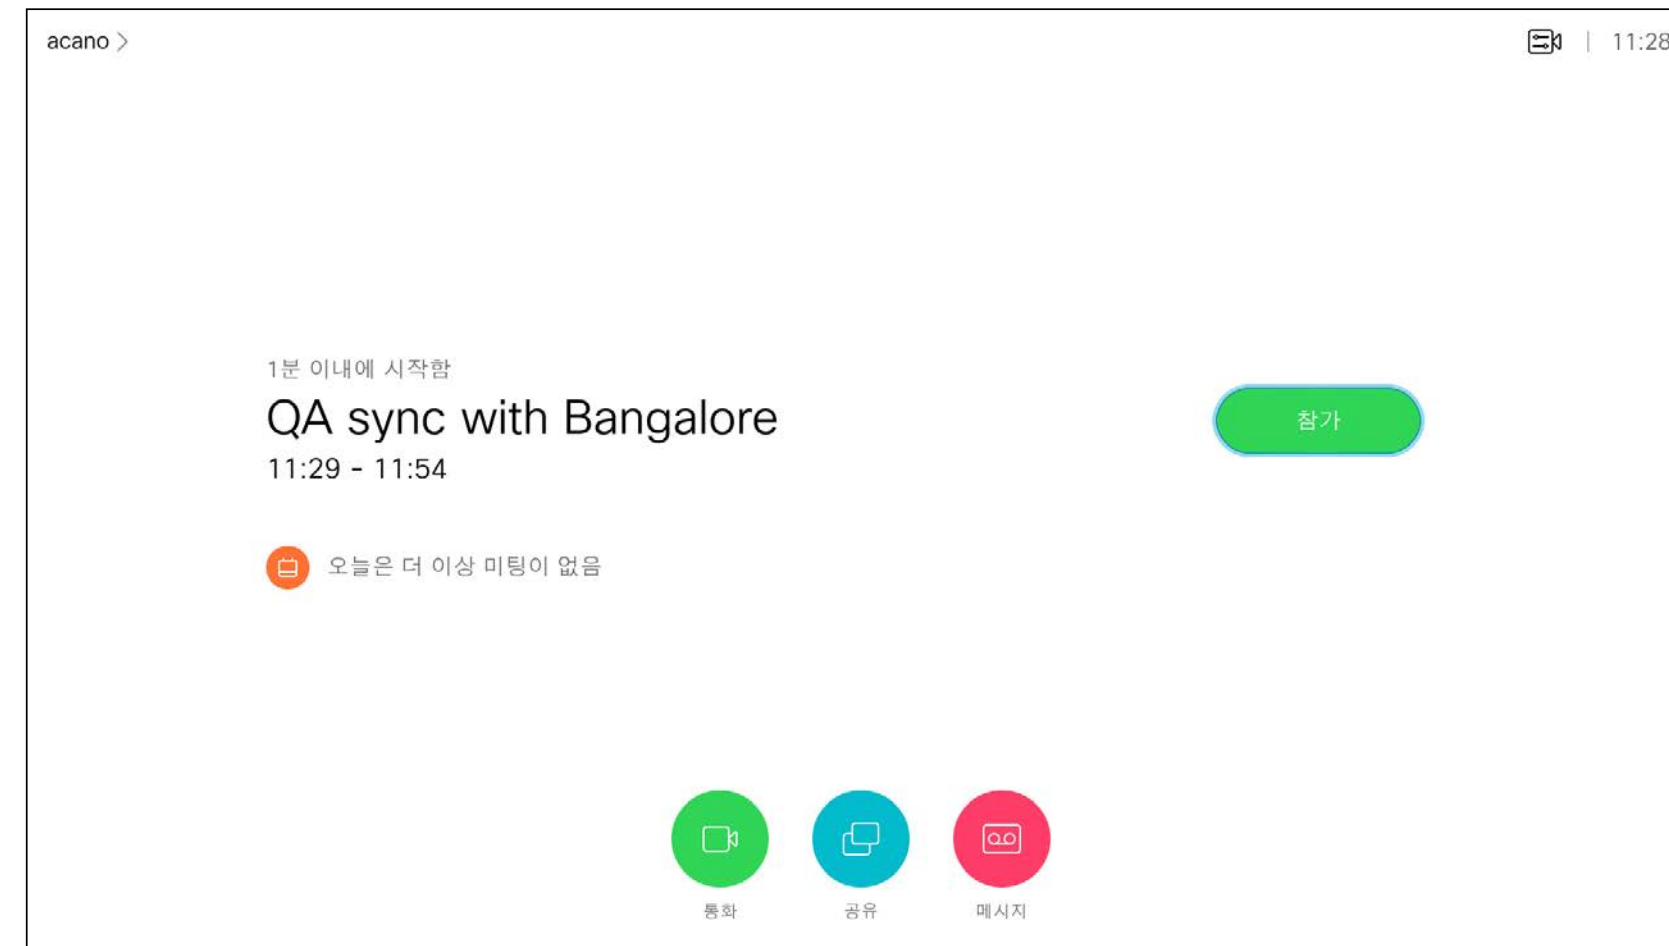 acano >
11:28
1분 이내에 시작함
QA sync with Bangalore
참가
11:29 - 11:54
오늘은 더 이상 미팅이 없음
통화
공유
메시지